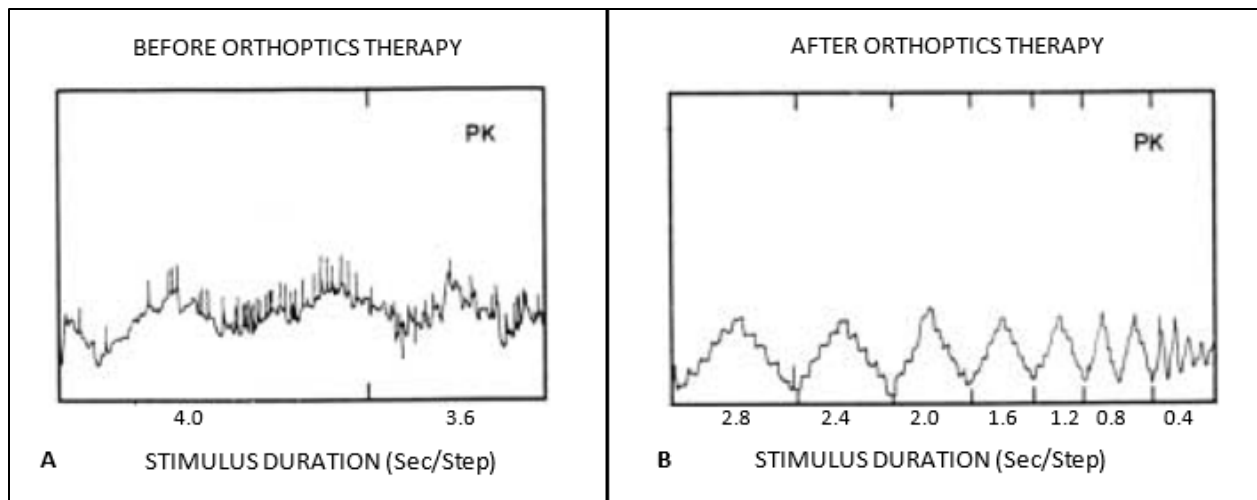 BEFORE ORTHOPTICS THERAPY
PK
4.0 3.6
A STIMULUS DURATION (Sec/Step)
AFTER ORTHOPTICS THERAPY
PK
2.8 2.4 2.0 1.6 1.2 0.8 0.4
B STIMULUS DURATION (Sec/Step)